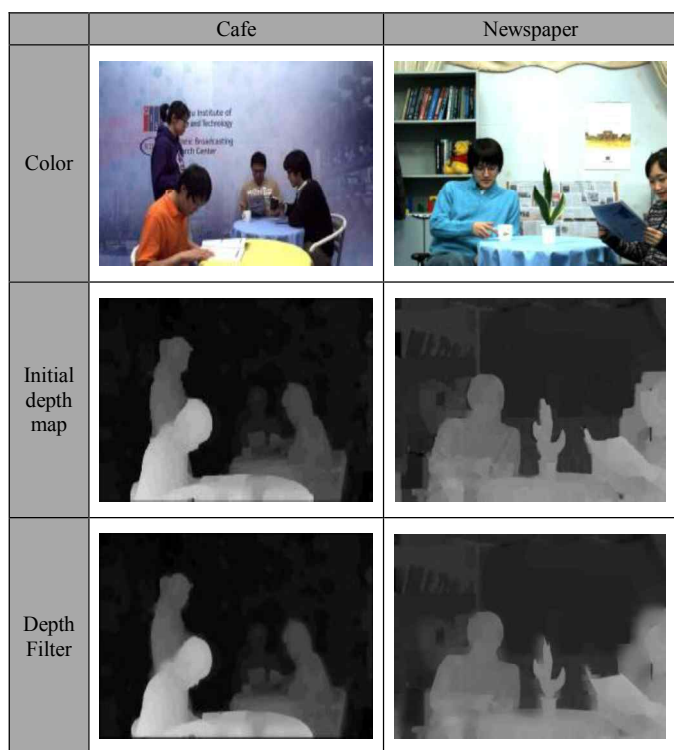 Cafe
Newspaper
Color
Institute of
and Technology
Broadcasting
Center
Initial
depth
map
Depth
Filter